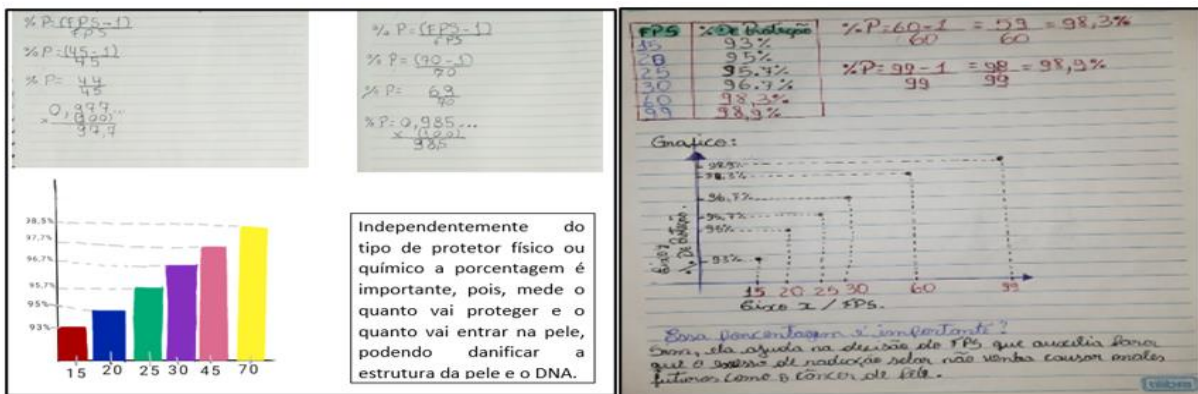 % P=(FPS-1)
FPS
%P=(45-1)
45
%P= 44
45
0,977...
x (100)
97,7
% P=(FPS-1)
FPS
% P=(70-1)
70
% P= 69
70
% P=0,985...
x (100)
98,5
98,5%
97,7%
96,7%
95,7%
95%
93%
15 20 25 30 45 70
Independentemente do
tipo de protetor físico ou
químico a porcentagem é
importante, pois, mede o
quanto vai proteger e o
quanto vai entrar na pele,
podendo danificar a
estrutura da pele e o DNA.
FPS % De Proteção
15 93%
20 95%
25 95.7%
30 96.7%
60 98,3%
99 98,9%
%P=60-1 = 59 = 98,3%
60 60
%P=99-1 = 98 = 98,9%
99 99
Grafico:
98.9%
98,3%
96,7%
95%
93%
Eixo y
% De Proteção.
15 20 25 30 60 99
Eixo x / FPS.
Essa porcentagem é importante?
Sim, ela ajuda na decisão do FPS que auxilia para
que o de radiação solar não venha causar males
futuros como o câncer de pele.